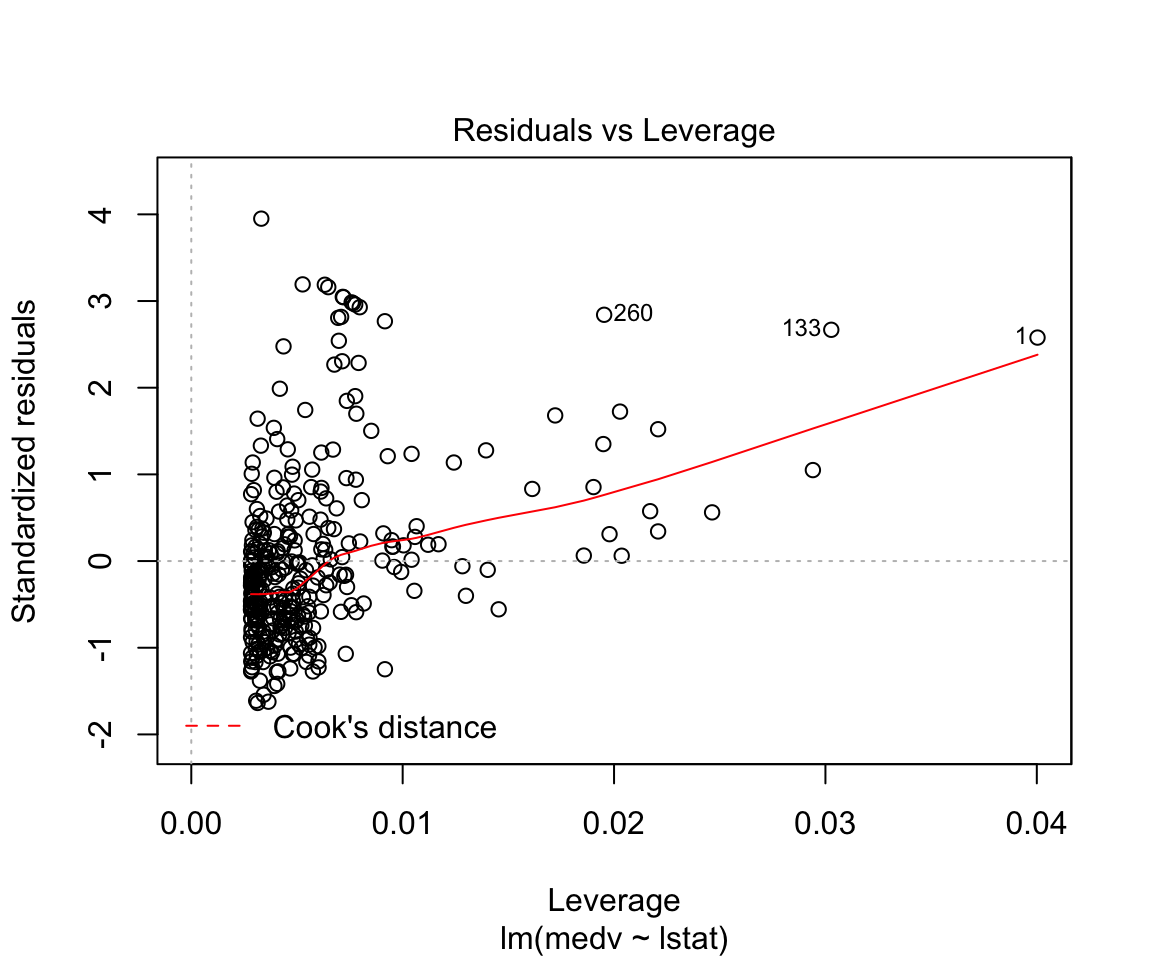 Residuals vs Leverage
Standardized residuals
4
3
2
1
0
-1
-2
260
133
1
Cook's distance
0.00 0.01 0.02 0.03 0.04
Leverage
lm(medv ~ lstat)